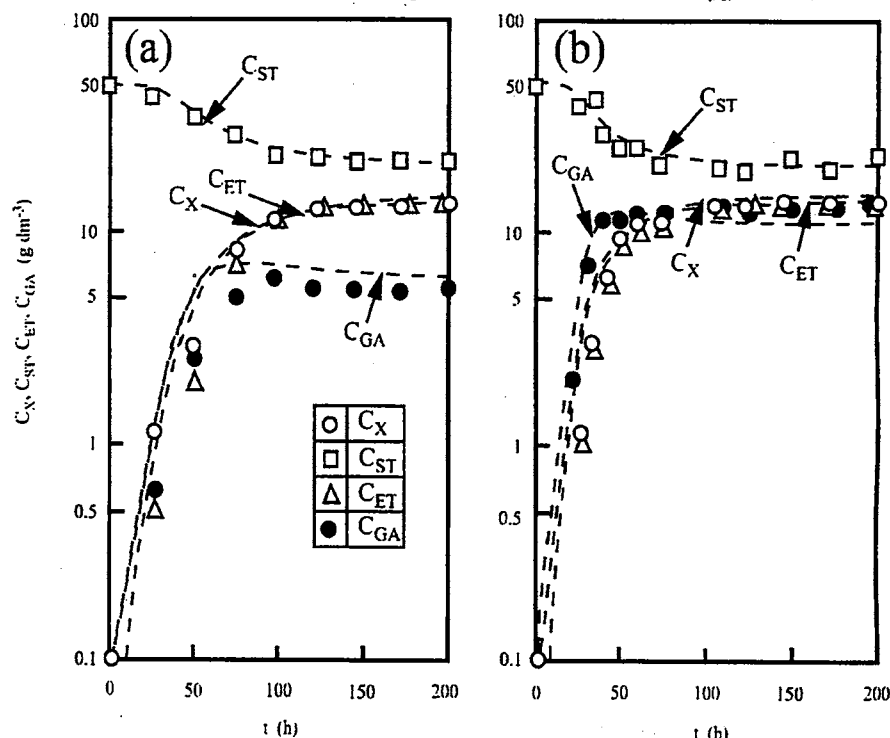 (a)
C_ST
C_ET
C_X
C_GA
C_X, C_ST, C_ET, C_GA (g dm⁻³)
100
50
10
5
1
0.5
0.1
0
50
100
150
200
t (h)
C_X
C_ST
C_ET
C_GA
(b)
C_ST
C_GA
C_X
C_ET
100
50
10
5
1
0.5
0.1
0
50
100
150
200
t (h)